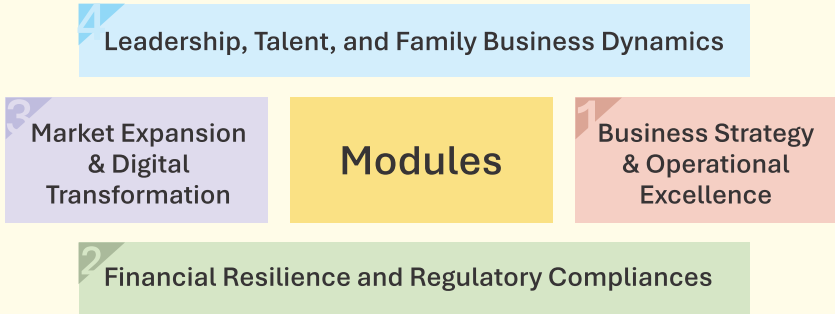 4
Leadership, Talent, and Family Business Dynamics
3
Market Expansion
& Digital
Transformation
Modules
1
Business Strategy
& Operational
Excellence
2
Financial Resilience and Regulatory Compliances